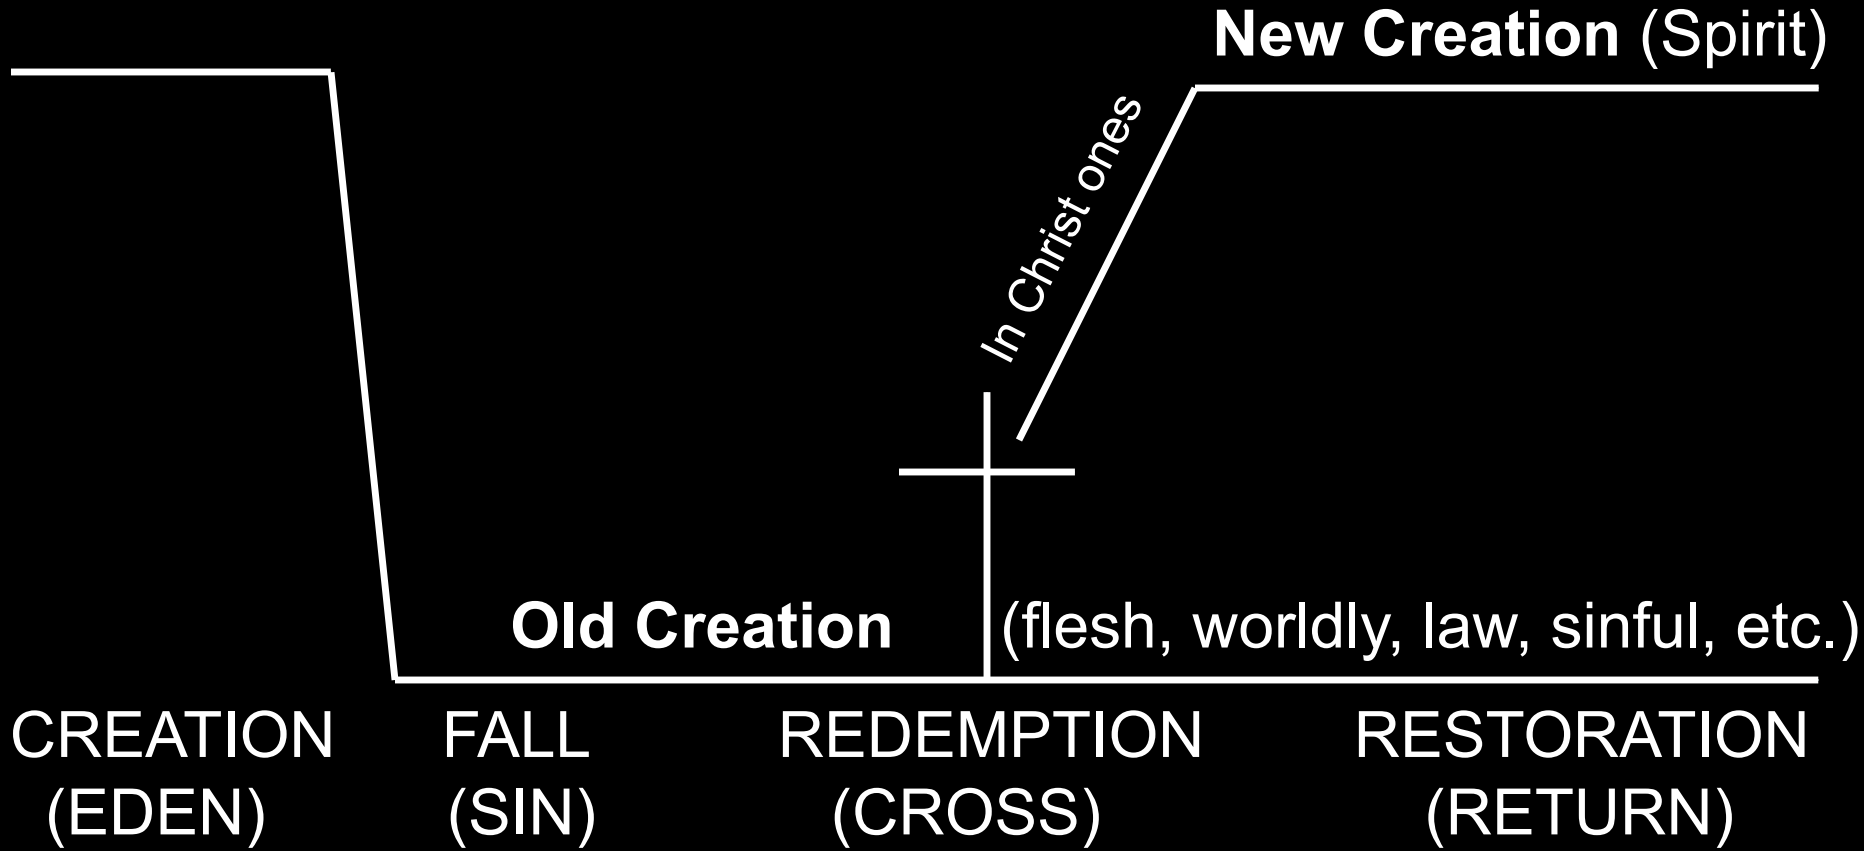 New Creation (Spirit)
In Christ ones
Old Creation (flesh, worldly, law, sinful, etc.)
CREATION FALL REDEMPTION RESTORATION
(EDEN) (SIN) (CROSS) (RETURN)